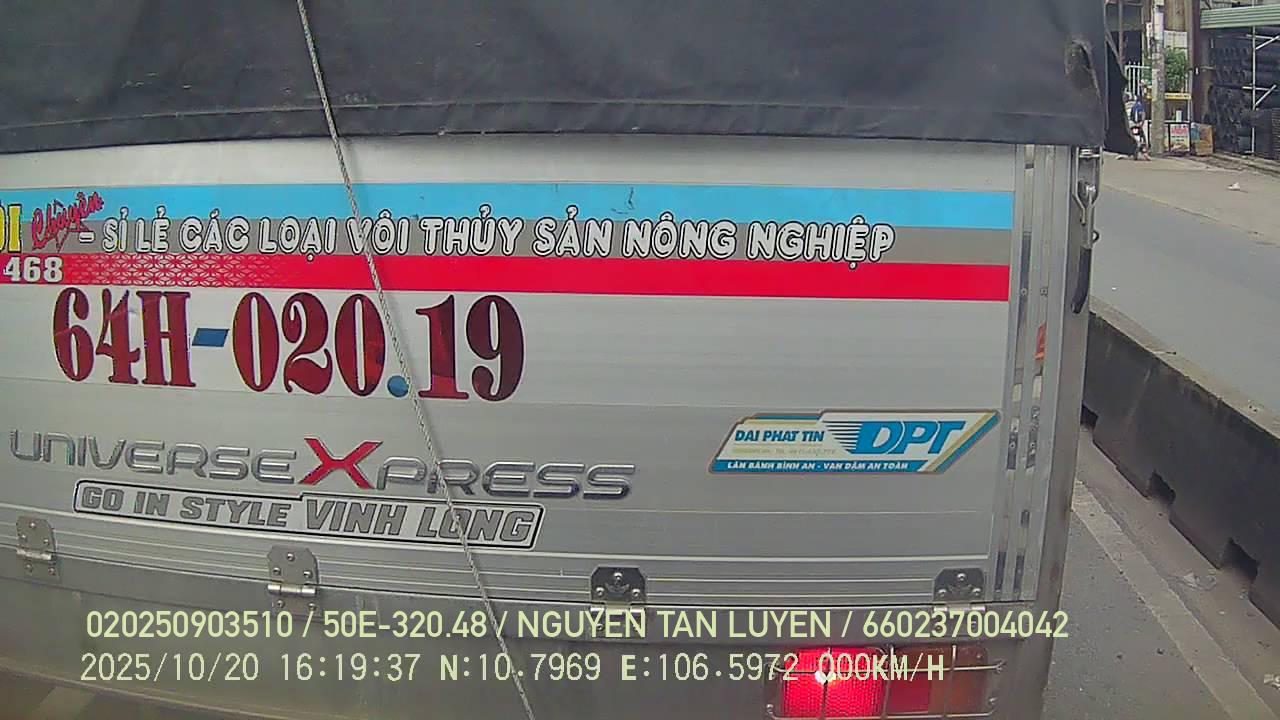 Chuyên - SỈ LẺ CÁC LOẠI VÔI THỦY SẢN NÔNG NGHIỆP
468
64H-020.19
DAI PHAT TIN DPT
LĂN BÁNH BÌNH AN - VẠN DẶM AN TOÀN
UNIVERSE XPRESS
GO IN STYLE VINH LONG
020250903510 / 50E-320.48 / NGUYEN TAN LUYEN / 660237004042
2025/10/20 16:19:37 N:10.7969 E:106.5972 000KM/H